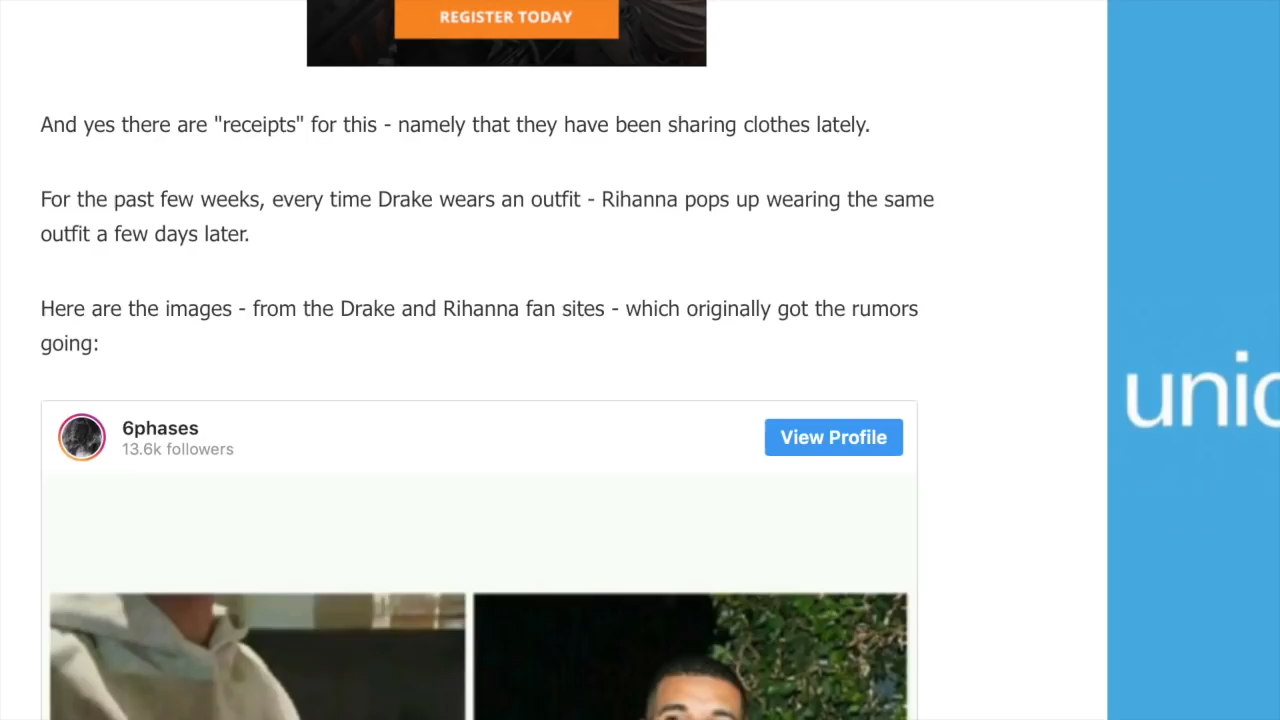 REGISTER TODAY
And yes there are "receipts" for this - namely that they have been sharing clothes lately.
For the past few weeks, every time Drake wears an outfit - Rihanna pops up wearing the same
outfit a few days later.
Here are the images - from the Drake and Rihanna fan sites - which originally got the rumors
going:
unic
6phases
View Profile
13.6k followers